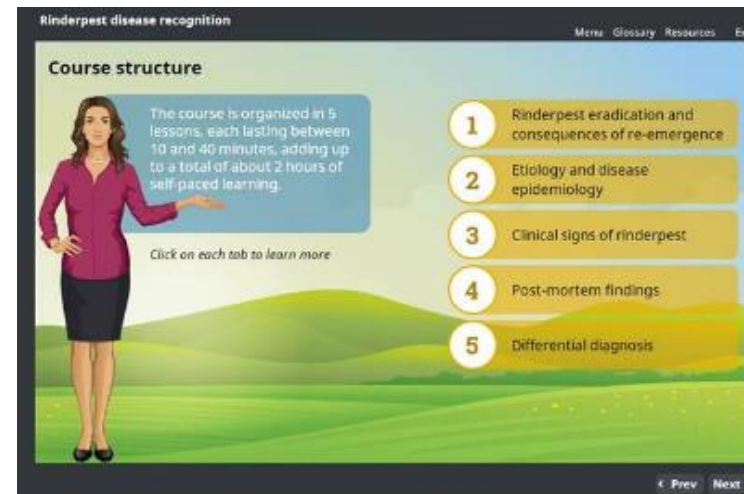 Rinderpest disease recognition
Menu Glossary Resources
Course structure
The course is organized in 5
lessons, each lasting between
10 and 40 minutes, adding up
to a total of about 2 hours of
self-paced learning.
Click on each tab to learn more
1
Rinderpest eradication and
consequences of re-emergence
2
Etiology and disease
epidemiology
3
Clinical signs of rinderpest
4
Post-mortem findings
5
Differential diagnosis
‹ Prev Next